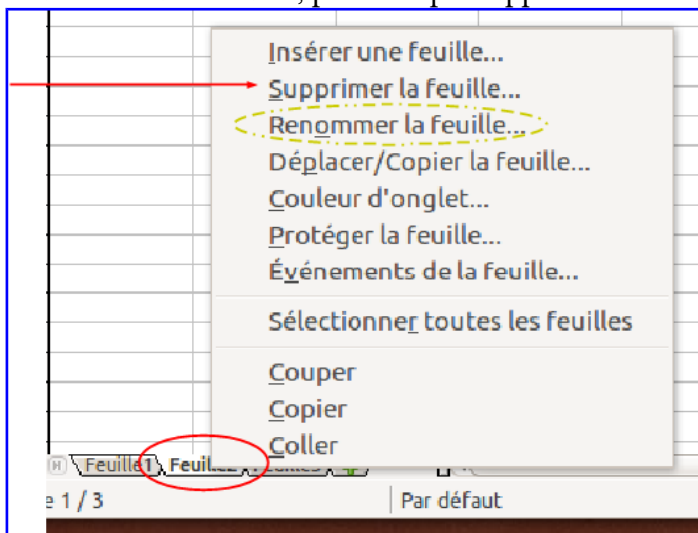 Insérer une feuille...
Supprimer la feuille...
Renommer la feuille...
Déplacer/Copier la feuille...
Couleur d'onglet...
Protéger la feuille...
Événements de la feuille...
Sélectionner toutes les feuilles
Couper
Copier
Coller
Feuille1
1 / 3 Par défaut